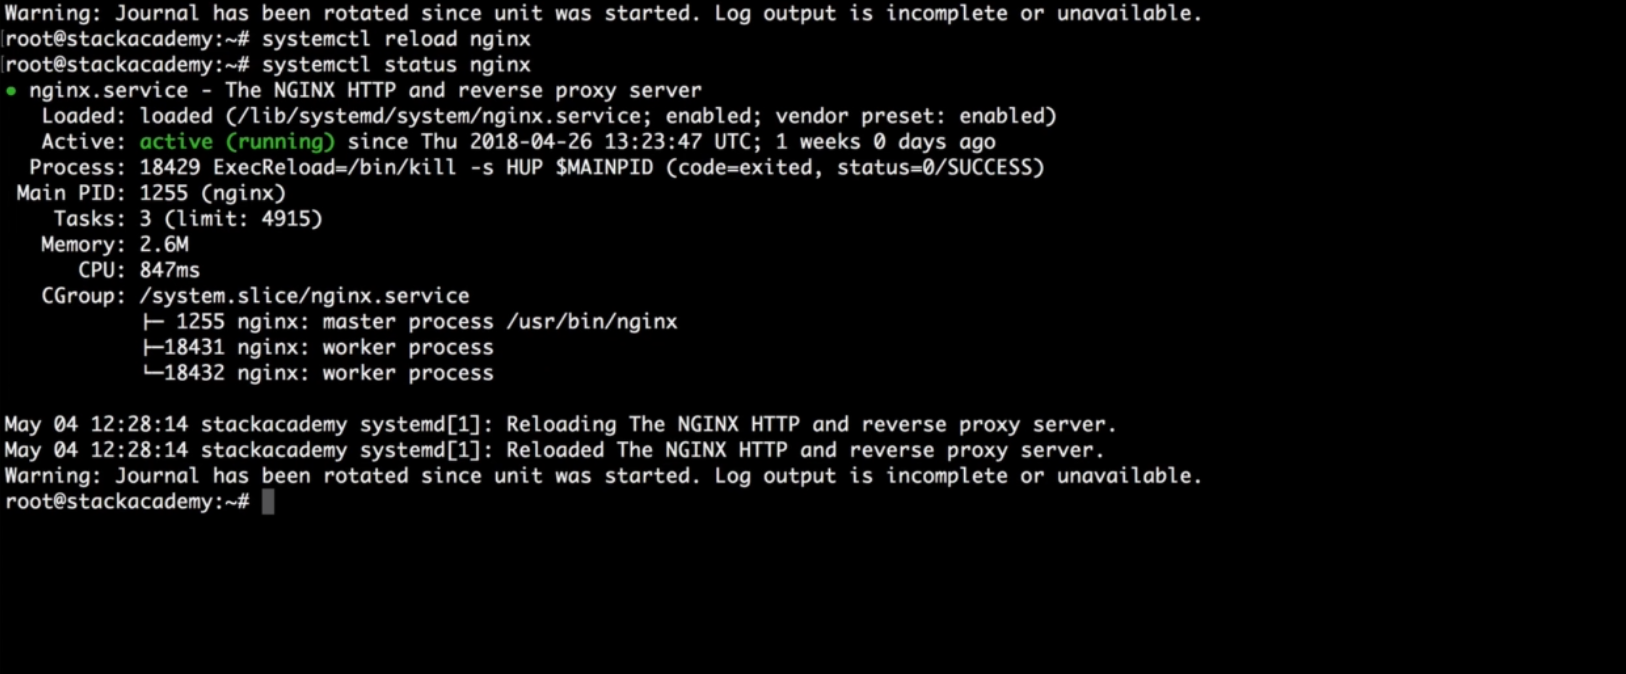 Warning: Journal has been rotated since unit was started. Log output is incomplete or unavailable.
[root@stackacademy:~# systemctl reload nginx
[root@stackacademy:~# systemctl status nginx
● nginx.service - The NGINX HTTP and reverse proxy server
   Loaded: loaded (/lib/systemd/system/nginx.service; enabled; vendor preset: enabled)
   Active: active (running) since Thu 2018-04-26 13:23:47 UTC; 1 weeks 0 days ago
  Process: 18429 ExecReload=/bin/kill -s HUP $MAINPID (code=exited, status=0/SUCCESS)
 Main PID: 1255 (nginx)
    Tasks: 3 (limit: 4915)
   Memory: 2.6M
      CPU: 847ms
   CGroup: /system.slice/nginx.service
           ├─ 1255 nginx: master process /usr/bin/nginx
           ├─18431 nginx: worker process
           └─18432 nginx: worker process

May 04 12:28:14 stackacademy systemd[1]: Reloading The NGINX HTTP and reverse proxy server.
May 04 12:28:14 stackacademy systemd[1]: Reloaded The NGINX HTTP and reverse proxy server.
Warning: Journal has been rotated since unit was started. Log output is incomplete or unavailable.
root@stackacademy:~#